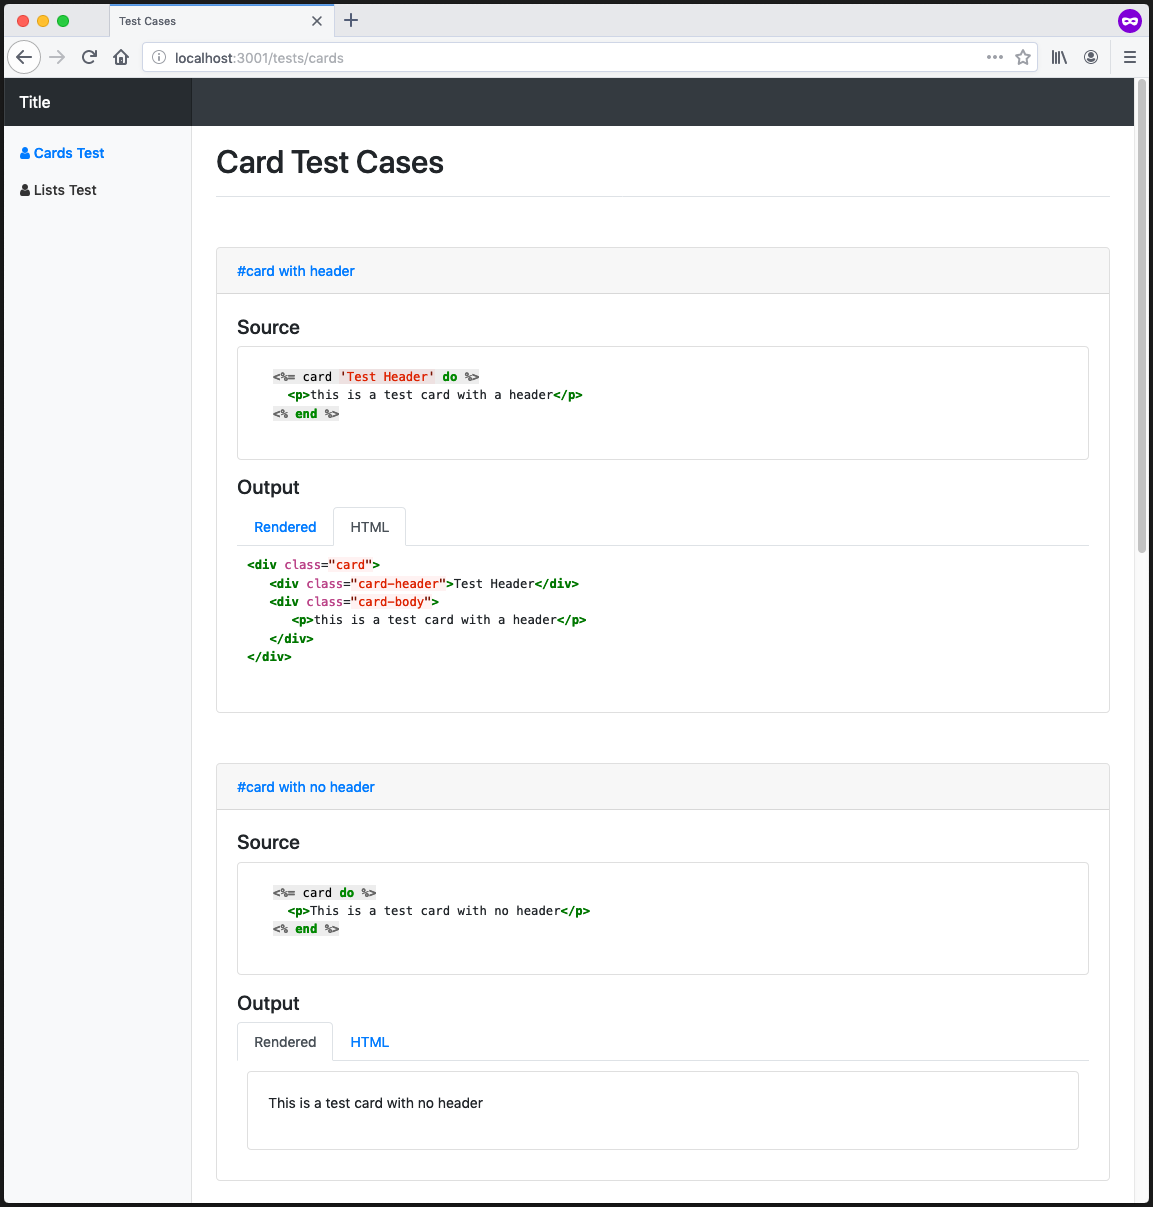 Test Cases
localhost:3001/tests/cards
Title
Cards Test
Lists Test
Card Test Cases
#card with header
Source
<%= card 'Test Header' do %>
  <p>this is a test card with a header</p>
<% end %>
Output
Rendered HTML
<div class="card">
   <div class="card-header">Test Header</div>
   <div class="card-body">
      <p>this is a test card with a header</p>
   </div>
</div>
#card with no header
Source
<%= card do %>
  <p>This is a test card with no header</p>
<% end %>
Output
Rendered HTML
This is a test card with no header